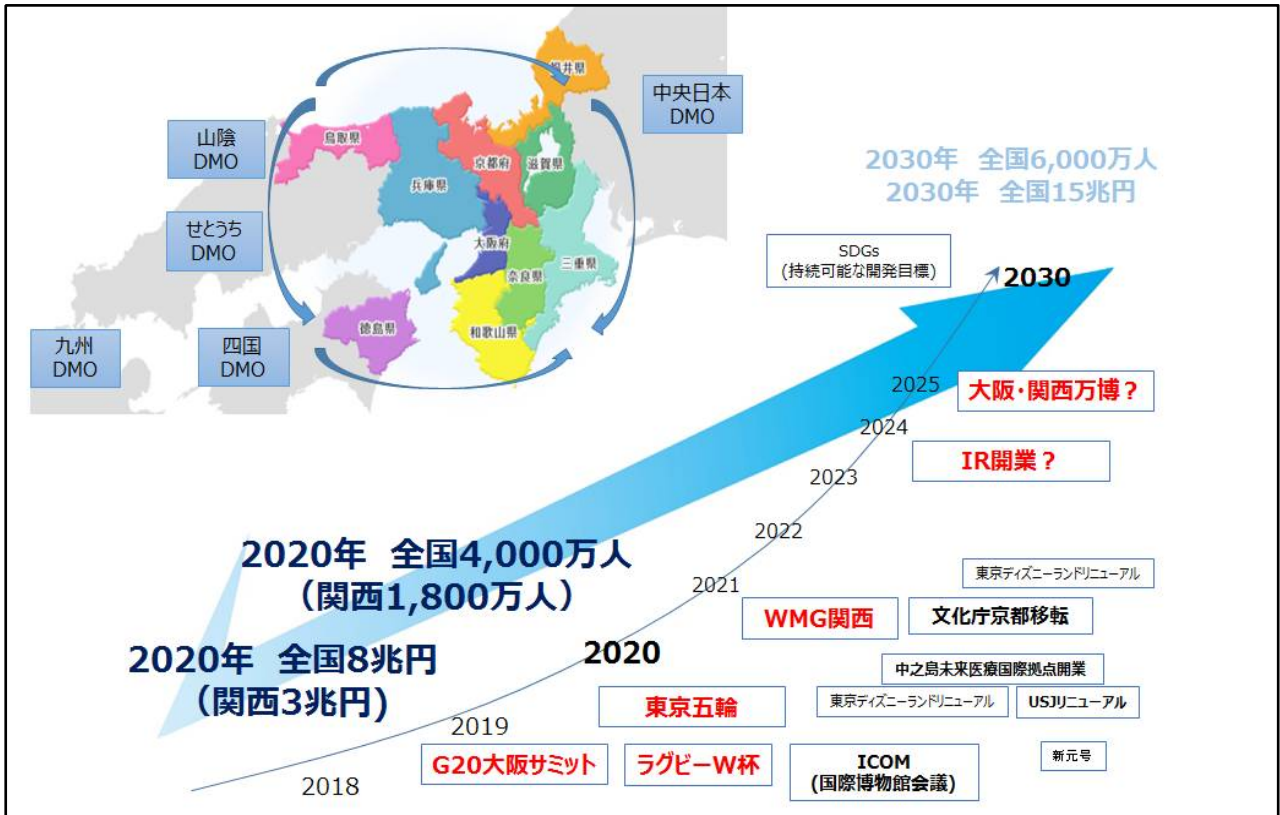 福井県
中央日本
DMO
山陰
DMO
鳥取県
京都府
滋賀県
兵庫県
2030年 全国6,000万人
2030年 全国15兆円
せとうち
DMO
大阪府
奈良県
三重県
SDGs
(持続可能な開発目標)
2030
徳島県
和歌山県
九州
DMO
四国
DMO
2025
大阪・関西万博？
2024
IR開業？
2023
2022
2020年 全国4,000万人
（関西1,800万人）
2021
東京ディズニーランドリニューアル
WMG関西
文化庁京都移転
2020年 全国8兆円
（関西3兆円)
2020
中之島未来医療国際拠点開業
東京五輪
東京ディズニーランドリニューアル
USJリニューアル
2019
G20大阪サミット
ラグビーW杯
ICOM
(国際博物館会議)
新元号
2018